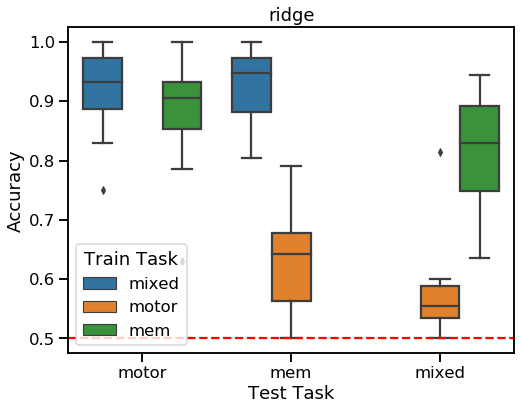 ridge
1.0
0.9
0.8
0.7
0.6
0.5
Accuracy
Train Task
mixed
motor
mem
motor
mem
mixed
Test Task